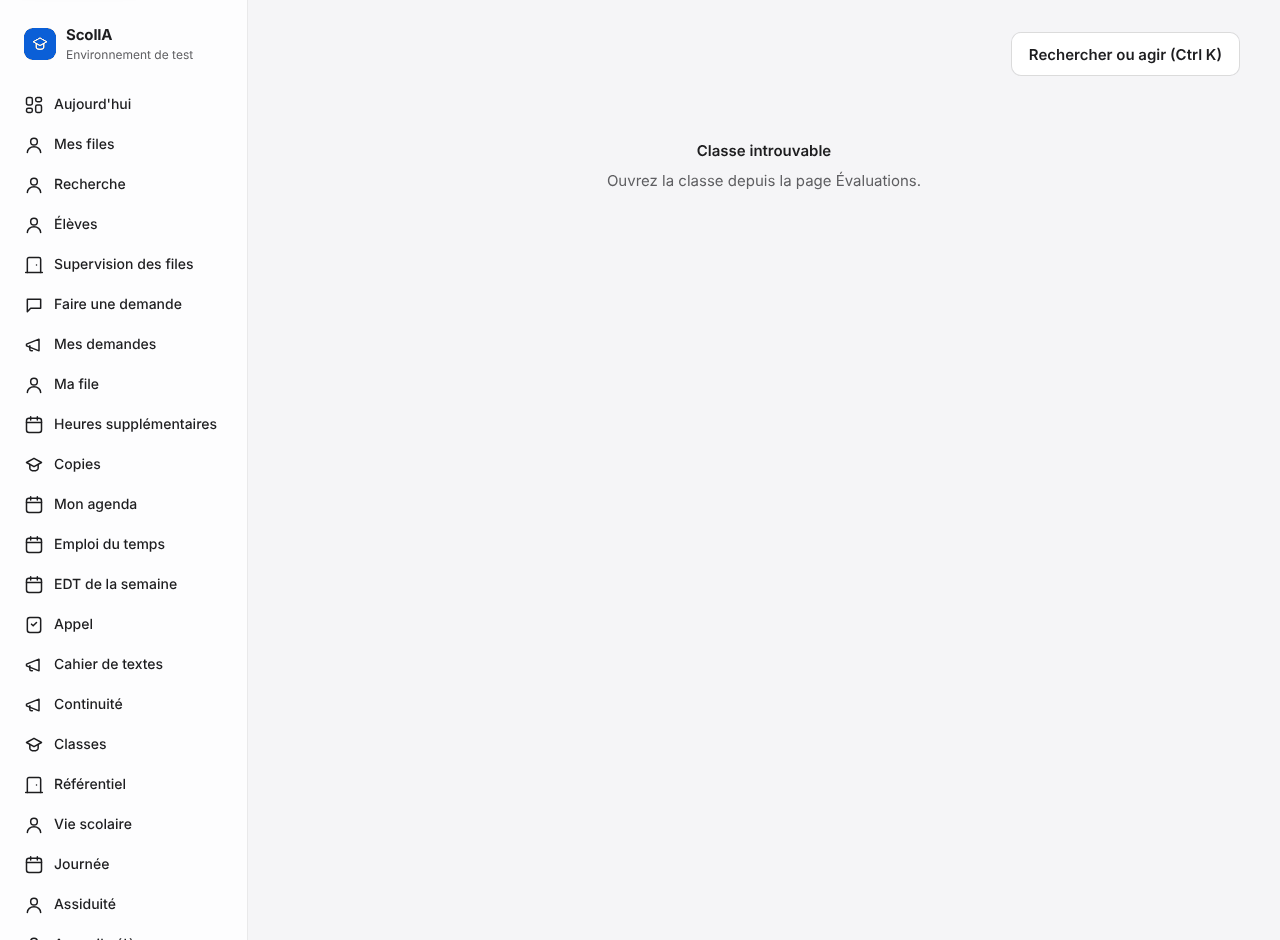 ScolIA
Environnement de test
Aujourd'hui
Mes files
Recherche
Élèves
Supervision des files
Faire une demande
Mes demandes
Ma file
Heures supplémentaires
Copies
Mon agenda
Emploi du temps
EDT de la semaine
Appel
Cahier de textes
Continuité
Classes
Référentiel
Vie scolaire
Journée
Assiduité
Rechercher ou agir (Ctrl K)
Classe introuvable
Ouvrez la classe depuis la page Évaluations.